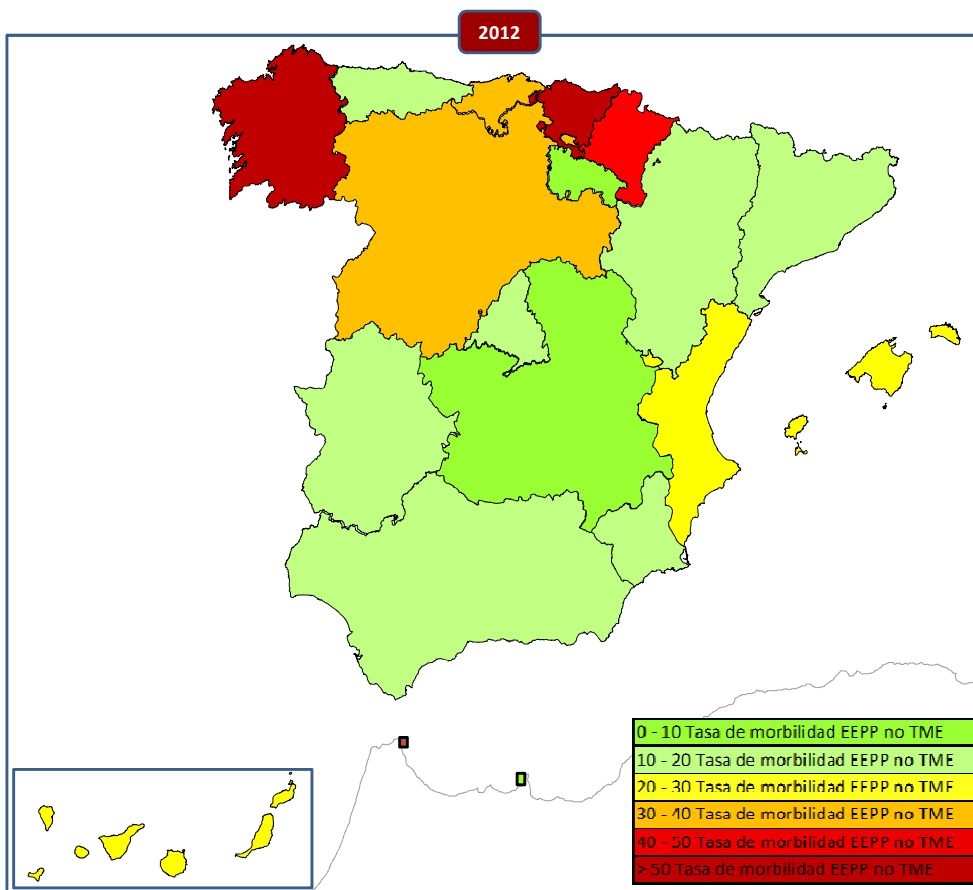 2012
0 - 10 Tasa de morbilidad EEPP no TME
10 - 20 Tasa de morbilidad EEPP no TME
20 - 30 Tasa de morbilidad EEPP no TME
30 - 40 Tasa de morbilidad EEPP no TME
40 - 50 Tasa de morbilidad EEPP no TME
> 50 Tasa de morbilidad EEPP no TME